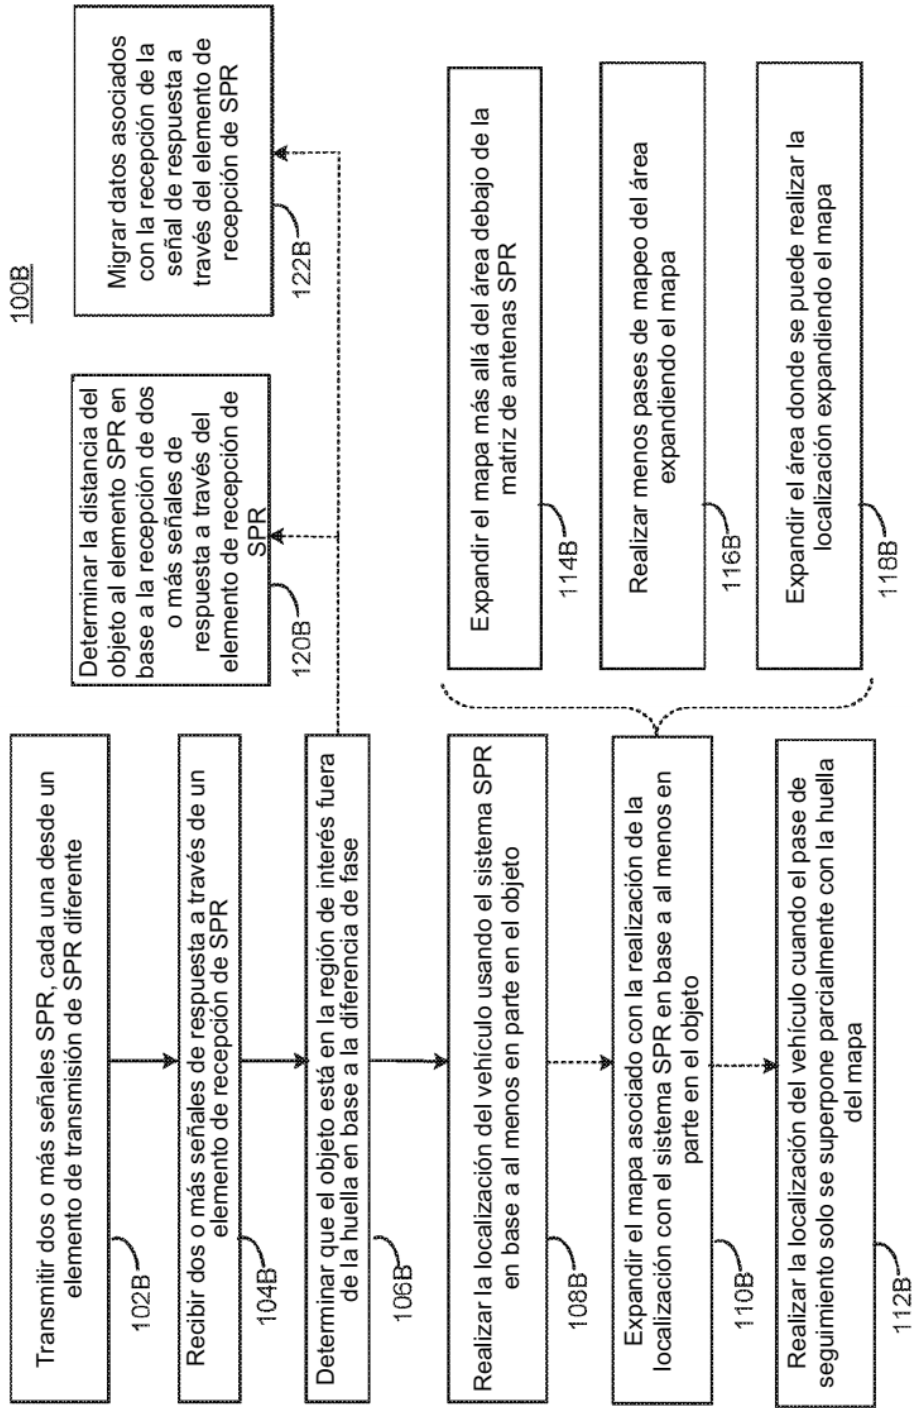 100B
Transmitir dos o más señales SPR, cada una desde un
elemento de transmisión de SPR diferente
102B
Recibir dos o más señales de respuesta a través de un
elemento de recepción de SPR
104B
Determinar que el objeto está en la región de interés fuera
de la huella en base a la diferencia de fase
106B
Realizar la localización del vehículo usando el sistema SPR
en base a al menos en parte en el objeto
108B
Expandir el mapa asociado con la realización de la
localización con el sistema SPR en base a al menos en
parte en el objeto
110B
Realizar la localización del vehículo cuando el pase de
seguimiento solo se superpone parcialmente con la huella
del mapa
112B
Determinar la distancia del
objeto al elemento SPR en
base a la recepción de dos
o más señales de
respuesta a través del
elemento de recepción de
SPR
120B
Migrar datos asociados
con la recepción de la
señal de respuesta a
través del elemento de
recepción de SPR
122B
Expandir el mapa más allá del área debajo de la
matriz de antenas SPR
114B
Realizar menos pases de mapeo del área
expandiendo el mapa
116B
Expandir el área donde se puede realizar la
localización expandiendo el mapa
118B